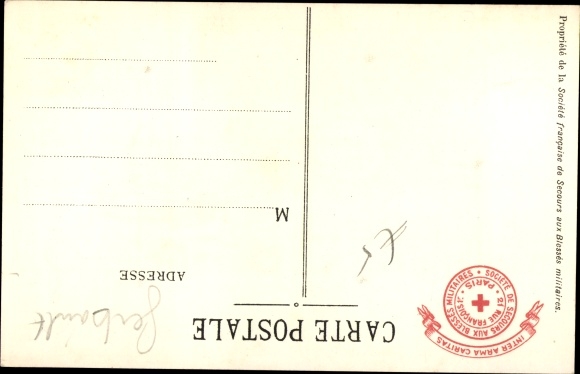 CARTE POSTALE
ADRESSE
M
SOCIÉTÉ DE SECOURS AUX BLESSÉS MILITAIRES
21 RUE FRANÇOIS 1ER
PARIS
INTER ARMA CARITAS
Propriété de la Société française de Secours aux Blessés militaires.
Gerbault